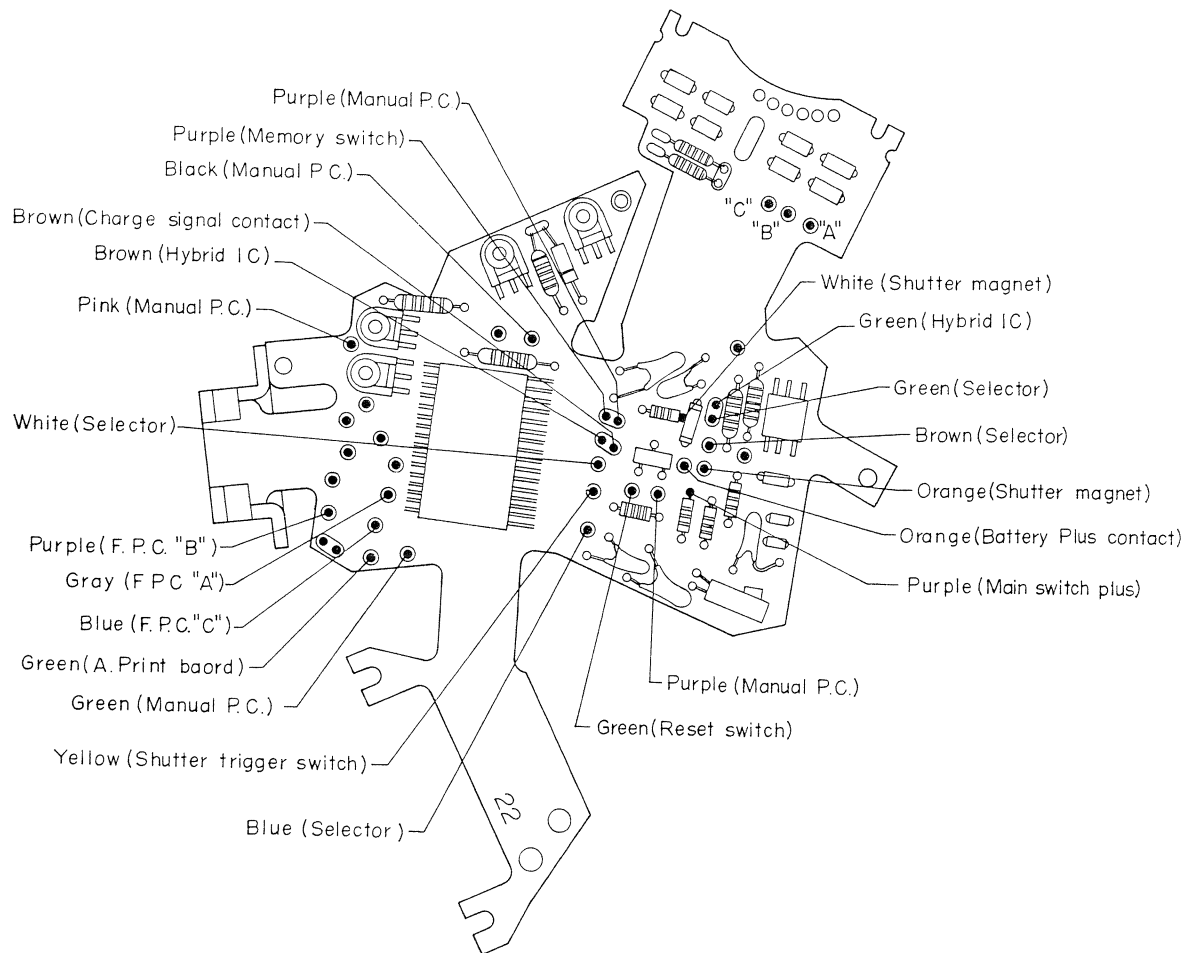 Purple (Manual P.C)
Purple (Memory switch)
Black (Manual P.C.)
Brown (Charge signal contact)
Brown (Hybrid IC)
Pink (Manual P.C.)
White (Selector)
Purple (F.P.C. "B")
Gray (F P C "A")
Blue (F.P.C. "C")
Green (A.Print baord)
Green (Manual P.C.)
Yellow (Shutter trigger switch)
Blue (Selector)
22
"C"
"B"
"A"
White (Shutter magnet)
Green (Hybrid IC)
Green (Selector)
Brown (Selector)
Orange (Shutter magnet)
Orange (Battery Plus contact)
Purple (Main switch plus)
Purple (Manual P.C.)
Green (Reset switch)